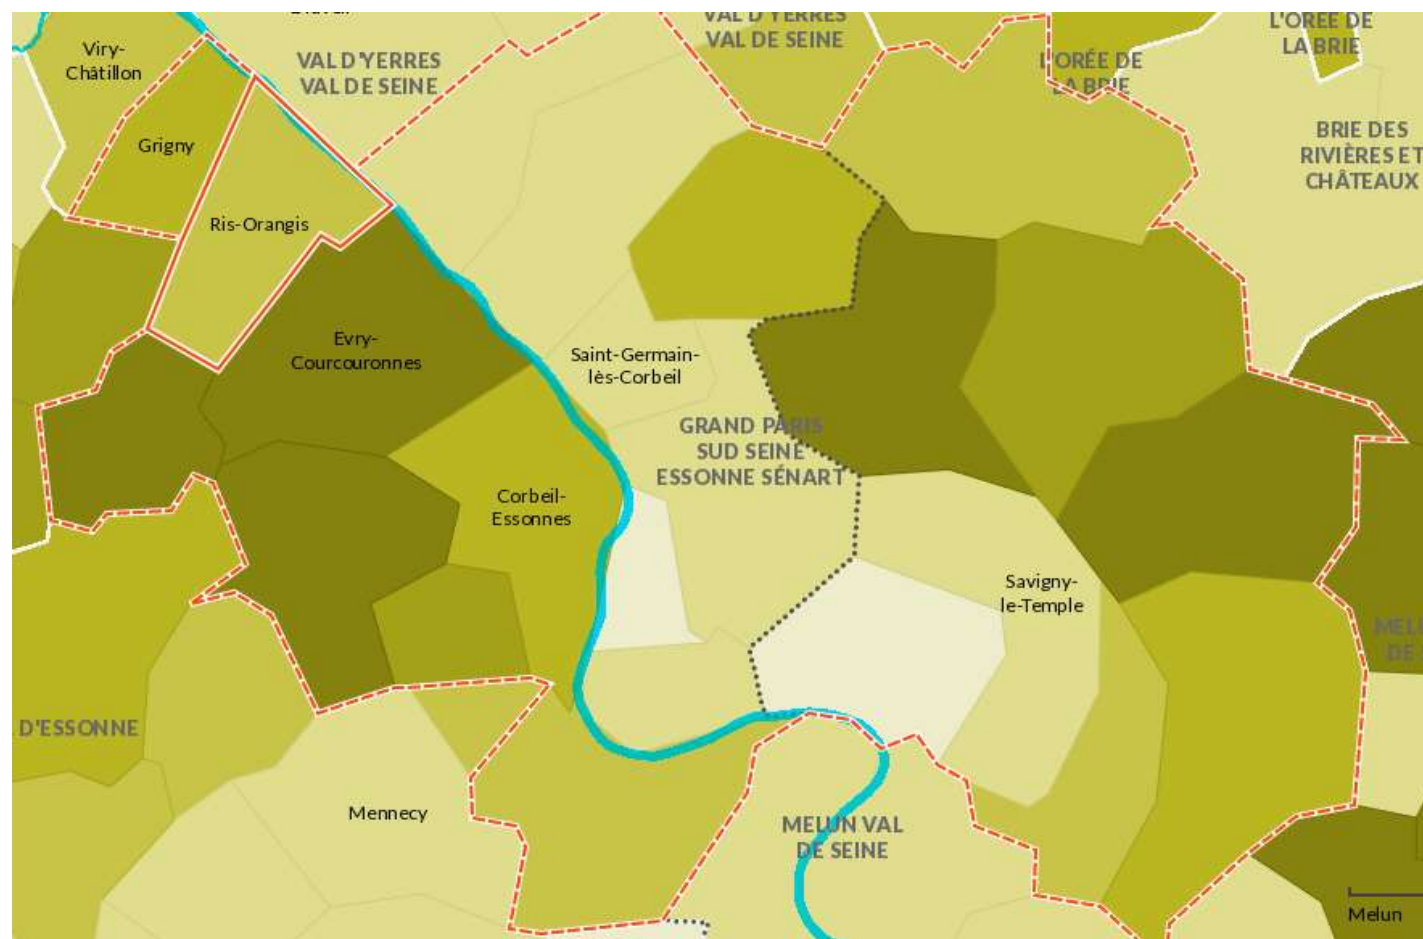 VAL D'YERRES
VAL DE SEINE
L'ORÉE DE
LA BRIE
Viry-
Châtillon
VAL D'YERRES
VAL DE SEINE
L'ORÉE DE
LA BRIE
BRIE DES
RIVIÈRES ET
CHÂTEAUX
Grigny
Ris-Orangis
Evry-
Courcouronnes
Saint-Germain-
lès-Corbeil
GRAND PARIS
SUD SEINE
ESSONNE SÉNART
Corbeil-
Essonnes
Savigny-
le-Temple
DE
D'ESSONNE
Mennecy
MELUN VAL
DE SEINE
Melun